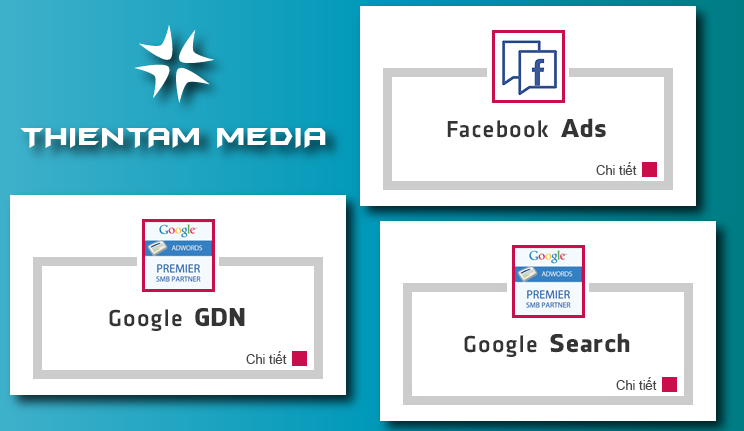 THIENTAM MEDIA
f
Facebook Ads
Chi tiết
Google
ADWORDS
PREMIER
SMB PARTNER
Google GDN
Chi tiết
Google
ADWORDS
PREMIER
SMB PARTNER
Google Search
Chi tiết